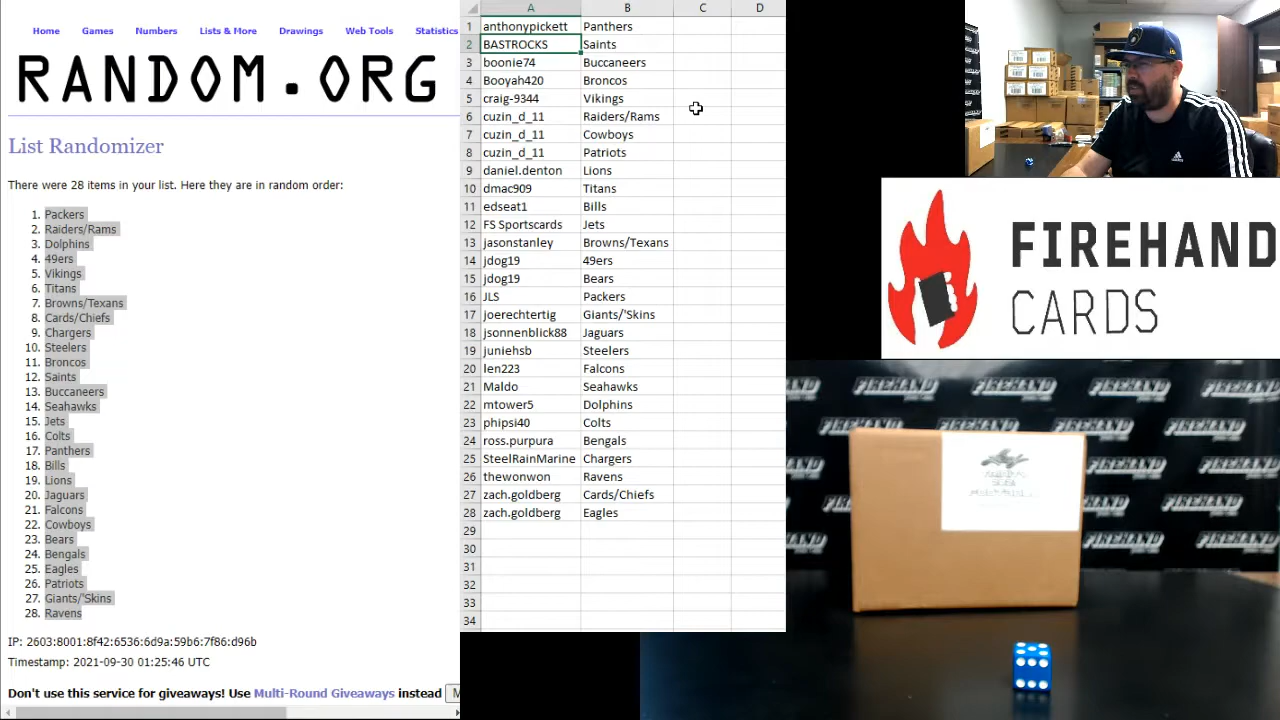 Home Games Numbers Lists & More Drawings Web Tools Statistics
RANDOM.ORG
List Randomizer
There were 28 items in your list. Here they are in random order:
1. Packers
2. Raiders/Rams
3. Dolphins
4. 49ers
5. Vikings
6. Titans
7. Browns/Texans
8. Cards/Chiefs
9. Chargers
10. Steelers
11. Broncos
12. Saints
13. Buccaneers
14. Seahawks
15. Jets
16. Colts
17. Panthers
18. Bills
19. Lions
20. Jaguars
21. Falcons
22. Cowboys
23. Bears
24. Bengals
25. Eagles
26. Patriots
27. Giants/'Skins
28. Ravens
IP: 2603:8001:8f42:6536:6d9a:59b6:7f86:d96b
Timestamp: 2021-09-30 01:25:46 UTC
Don't use this service for giveaways! Use Multi-Round Giveaways instead
A B C D
1 anthonypickett Panthers
2 BASTROCKS Saints
3 boonie74 Buccaneers
4 Booyah420 Broncos
5 craig-9344 Vikings
6 cuzin_d_11 Raiders/Rams
7 cuzin_d_11 Cowboys
8 cuzin_d_11 Patriots
9 daniel.denton Lions
10 dmac909 Titans
11 edseat1 Bills
12 FS Sportscards Jets
13 jasonstanley Browns/Texans
14 jdog19 49ers
15 jdog19 Bears
16 JLS Packers
17 joerechtertig Giants/'Skins
18 jsonnenblick88 Jaguars
19 juniehsb Steelers
20 len223 Falcons
21 Maldo Seahawks
22 mtower5 Dolphins
23 phipsi40 Colts
24 ross.purpura Bengals
25 SteelRainMarine Chargers
26 thewonwon Ravens
27 zach.goldberg Cards/Chiefs
28 zach.goldberg Eagles
29
30
31
32
33
34
FIREHAND
CARDS
FIREHAND
FIREHAND
FIREHAND
FIREHAND
FIREHAND